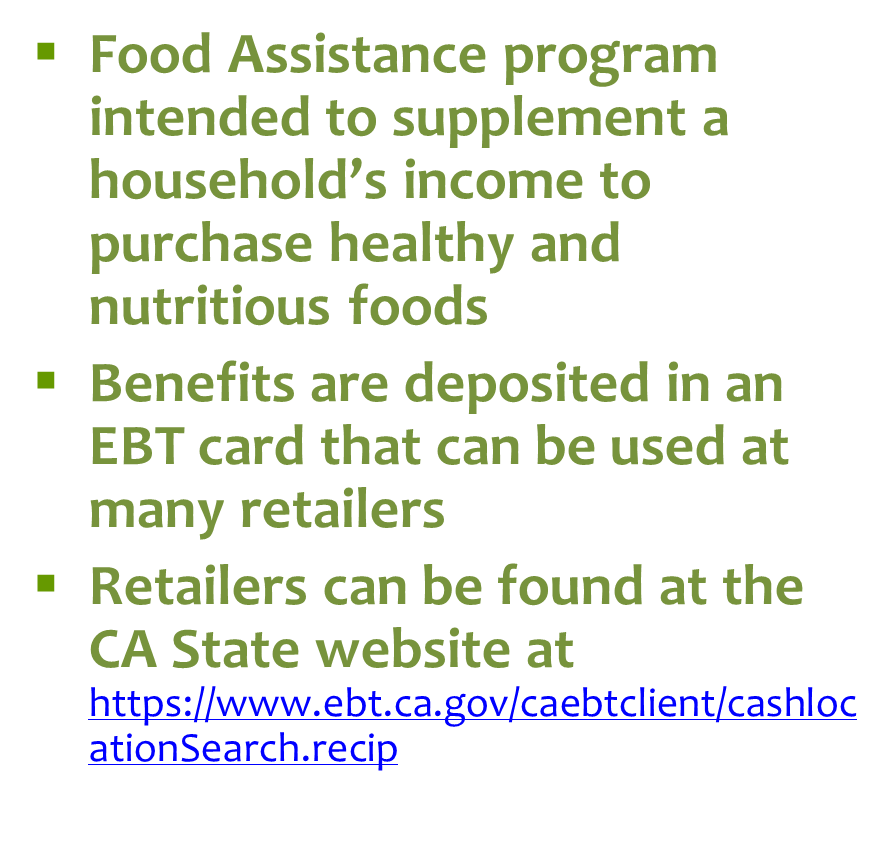 ▪ Food Assistance program
intended to supplement a
household’s income to
purchase healthy and
nutritious foods
▪ Benefits are deposited in an
EBT card that can be used at
many retailers
▪ Retailers can be found at the
CA State website at
https://www.ebt.ca.gov/caebtclient/cashloc
ationSearch.recip